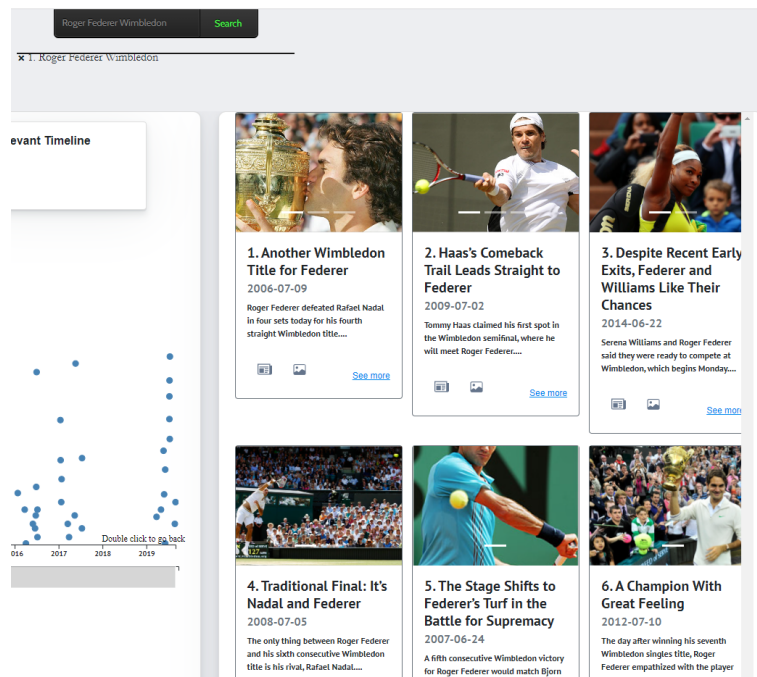 Roger Federer Wimbledon
Search
× 1. Roger Federer Wimbledon
evant Timeline
Double click to go back
016 2017 2018 2019
1. Another Wimbledon
Title for Federer
2006-07-09
Roger Federer defeated Rafael Nadal
in four sets today for his fourth
straight Wimbledon title....
See more
2. Haas's Comeback
Trail Leads Straight to
Federer
2009-07-02
Tommy Haas claimed his first spot in
the Wimbledon semifinal, where he
will meet Roger Federer....
See more
3. Despite Recent Early
Exits, Federer and
Williams Like Their
Chances
2014-06-22
Serena Williams and Roger Federer
said they were ready to compete at
Wimbledon, which begins Monday....
See more
127
4. Traditional Final: It's
Nadal and Federer
2008-07-05
The only thing between Roger Federer
and his sixth consecutive Wimbledon
title is his rival, Rafael Nadal....
5. The Stage Shifts to
Federer's Turf in the
Battle for Supremacy
2007-06-24
A fifth consecutive Wimbledon victory
for Roger Federer would match Bjorn
6. A Champion With
Great Feeling
2012-07-10
The day after winning his seventh
Wimbledon singles title, Roger
Federer empathized with the player